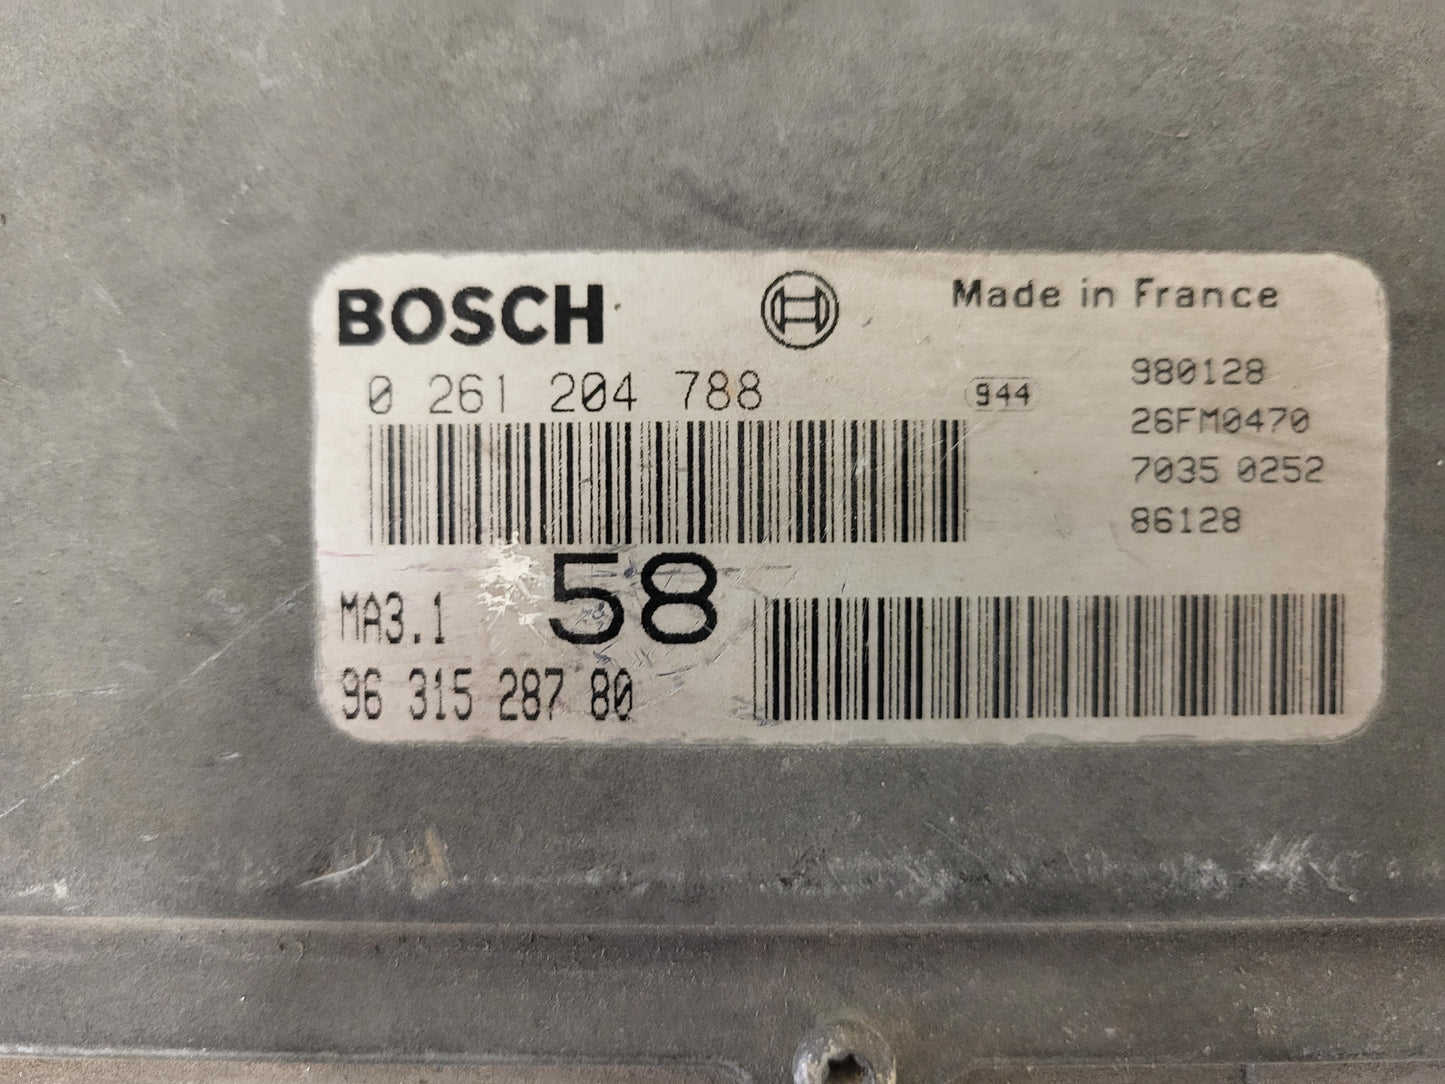 BOSCH
Made in France
0 261 204 788
944
980128
26FM0470
7035 0252
86128
MA3.1
58
96 315 287 80